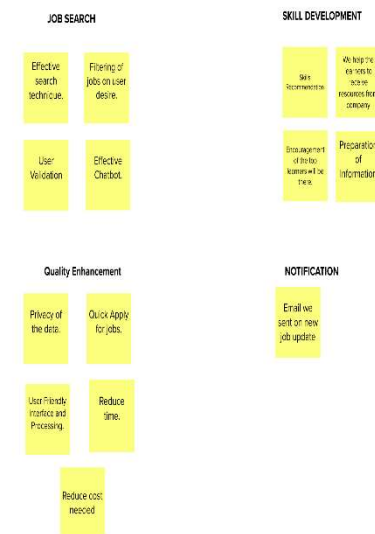 JOB SEARCH
Effective
search
technique.
Filtering of
jobs on user
desire.
User
Validation
Effective
Chatbot.
SKILL DEVELOPMENT
Skills
Recommendation
We help the
earners to
receive
resources from
company
Encouragement
of the top
learners will be
there.
Preparation
of
Information
Quality Enhancement
Privacy of
the data.
Quick Apply
for jobs.
User Friendly
Interface and
Processing.
Reduce
time.
Reduce cost
needed
NOTIFICATION
Email we
sent on new
job update